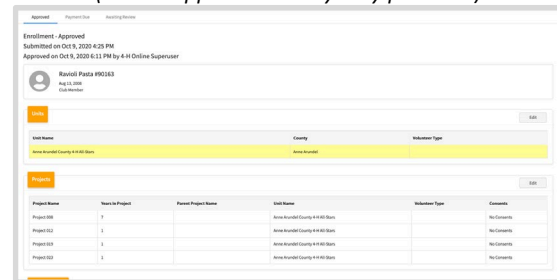 Approved Payment Due Awaiting Review
Enrollment - Approved
Submitted on Oct 9, 2020 4:25 PM
Approved on Oct 9, 2020 6:11 PM by 4-H Online Superuser
Ravioli Pasta #90163
Aug 13, 2008
Club Member
Units
Edit
Unit Name County Volunteer Type
Anne Arundel County 4-H All-Stars Anne Arundel
Projects
Edit
Project Name Years in Project Parent Project Name Unit Name Volunteer Type Consents
Project 008 7 Anne Arundel County 4-H All-Stars No Consents
Project 012 1 Anne Arundel County 4-H All-Stars No Consents
Project 019 1 Anne Arundel County 4-H All-Stars No Consents
Project 023 1 Anne Arundel County 4-H All-Stars No Consents